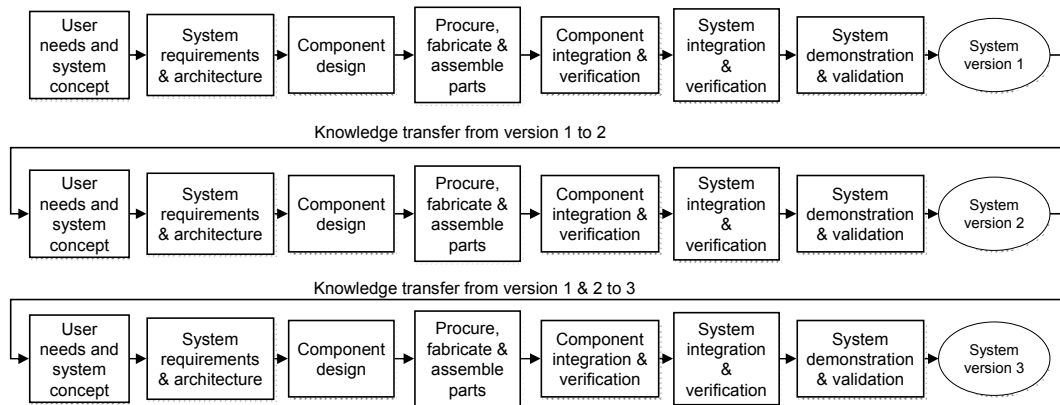 User
needs and
system
concept
System
requirements
& architecture
Component
design
Procure,
fabricate &
assemble
parts
Component
integration &
verification
System
integration
&
verification
System
demonstration
& validation
System
version 1
Knowledge transfer from version 1 to 2
User
needs and
system
concept
System
requirements
& architecture
Component
design
Procure,
fabricate &
assemble
parts
Component
integration &
verification
System
integration
&
verification
System
demonstration
& validation
System
version 2
Knowledge transfer from version 1 & 2 to 3
User
needs and
system
concept
System
requirements
& architecture
Component
design
Procure,
fabricate &
assemble
parts
Component
integration &
verification
System
integration
&
verification
System
demonstration
& validation
System
version 3